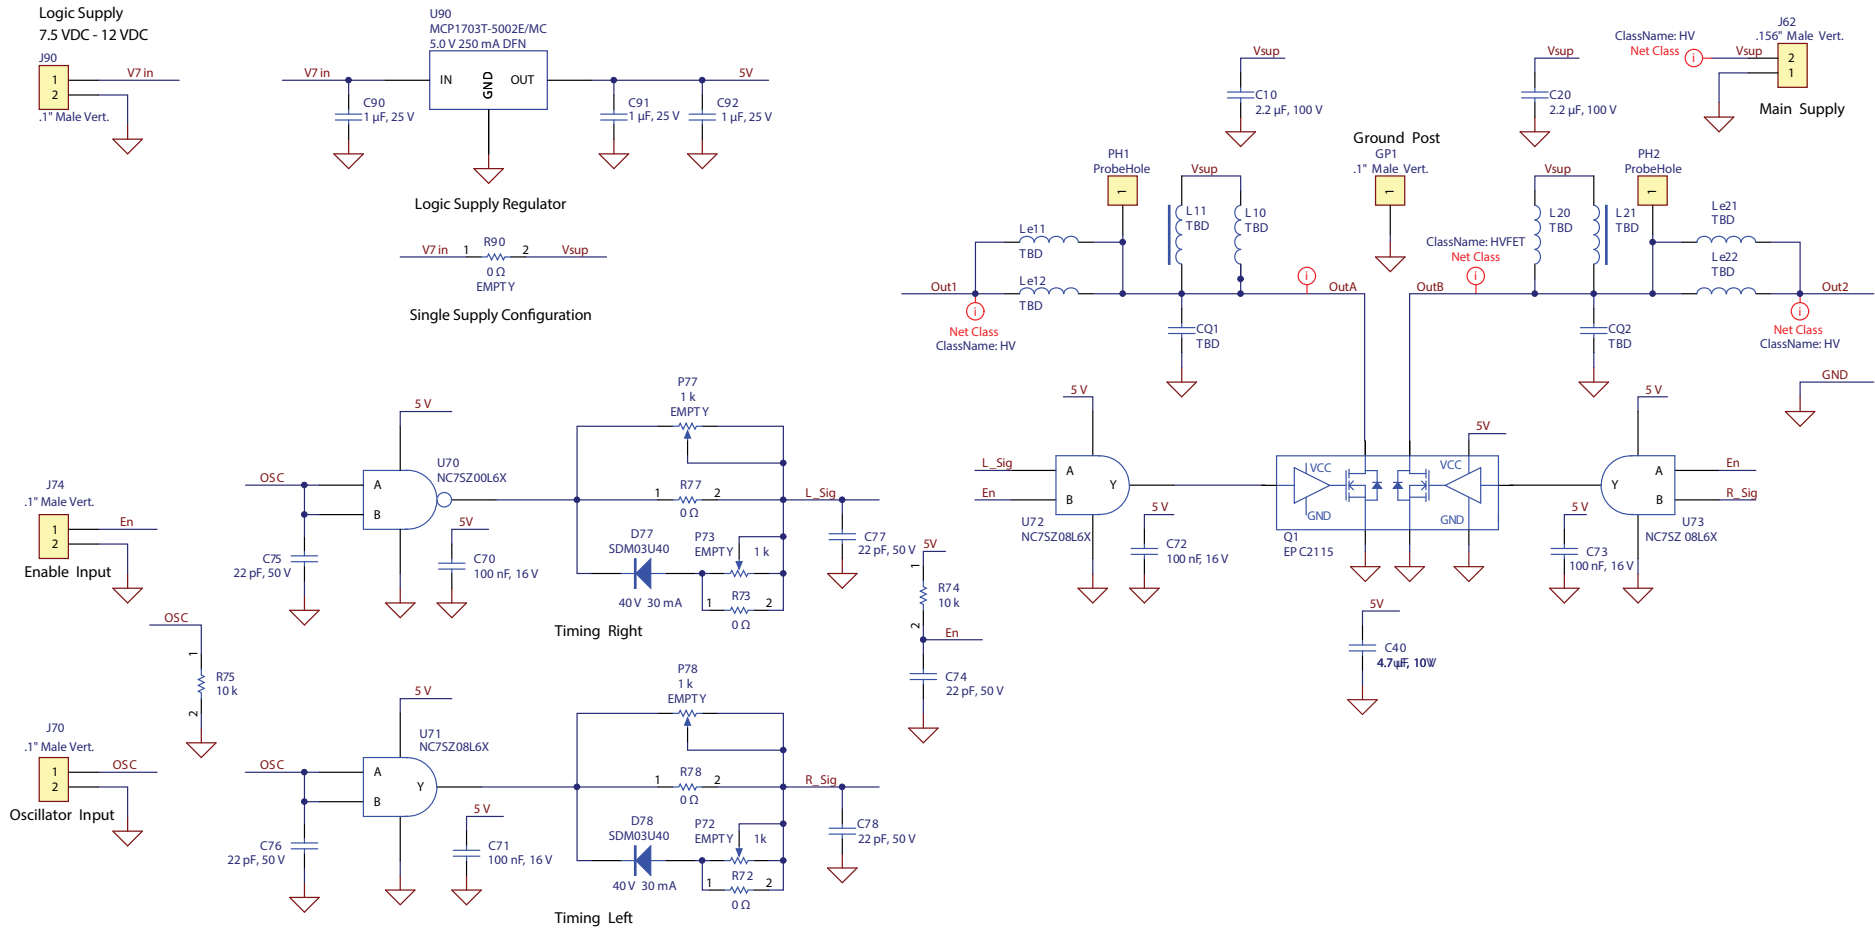 Logic Supply
7.5 VDC - 12 VDC
J90
1
2
.1" Male Vert.
V7 in
U90
MCP1703T-5002E/MC
5.0 V 250 mA DFN
V7 in
IN
GND
OUT
5V
C90
1 µF, 25 V
C91
1 µF, 25 V
C92
1 µF, 25 V
Logic Supply Regulator
V7 in
1
R90
2
Vsup
0 Ω
EMPTY
Single Supply Configuration
Vsup
C10
2.2 µF, 100 V
Vsup
C20
2.2 µF, 100 V
ClassName: HV
Net Class
i
Vsup
J62
.156" Male Vert.
2
1
Main Supply
Ground Post
GP1
.1" Male Vert.
1
PH1
ProbeHole
1
Vsup
L11
TBD
L10
TBD
Le11
TBD
Le12
TBD
Out1
i
Net Class
ClassName: HV
i
OutA
CQ1
TBD
Vsup
L20
TBD
L21
TBD
PH2
ProbeHole
1
Le21
TBD
Le22
TBD
ClassName: HVFET
Net Class
i
OutB
Out2
i
Net Class
ClassName: HV
CQ2
TBD
GND
J74
.1" Male Vert.
1
2
En
Enable Input
OSC
1
R75
10 k
2
J70
.1" Male Vert.
1
2
OSC
Oscillator Input
5 V
U70
NC7SZ00L6X
OSC
A
B
C75
22 pF, 50 V
5V
C70
100 nF, 16 V
P77
1 k
EMPTY
1
R77
2
0 Ω
L_Sig
D77
SDM03U40
40 V 30 mA
P73
EMPTY
1 k
1
R73
2
0 Ω
C77
22 pF, 50 V
Timing Right
5V
1
R74
10 k
2
En
C74
22 pF, 50 V
5 V
U71
NC7SZ08L6X
OSC
A
B
Y
C76
22 pF, 50 V
5 V
C71
100 nF, 16 V
P78
1 k
EMPTY
1
R78
2
0 Ω
R_Sig
D78
SDM03U40
40 V 30 mA
P72
EMPTY
1k
1
R72
2
0 Ω
C78
22 pF, 50 V
Timing Left
5 V
L_Sig
En
A
B
Y
U72
NC7SZ08L6X
5 V
C72
100 nF, 16 V
VCC
GND
Q1
EPC2115
5V
VCC
GND
5 V
Y
A
B
En
R_Sig
U73
NC7SZ 08L6X
5 V
C73
100 nF, 16 V
5V
C40
4.7µF, 10V